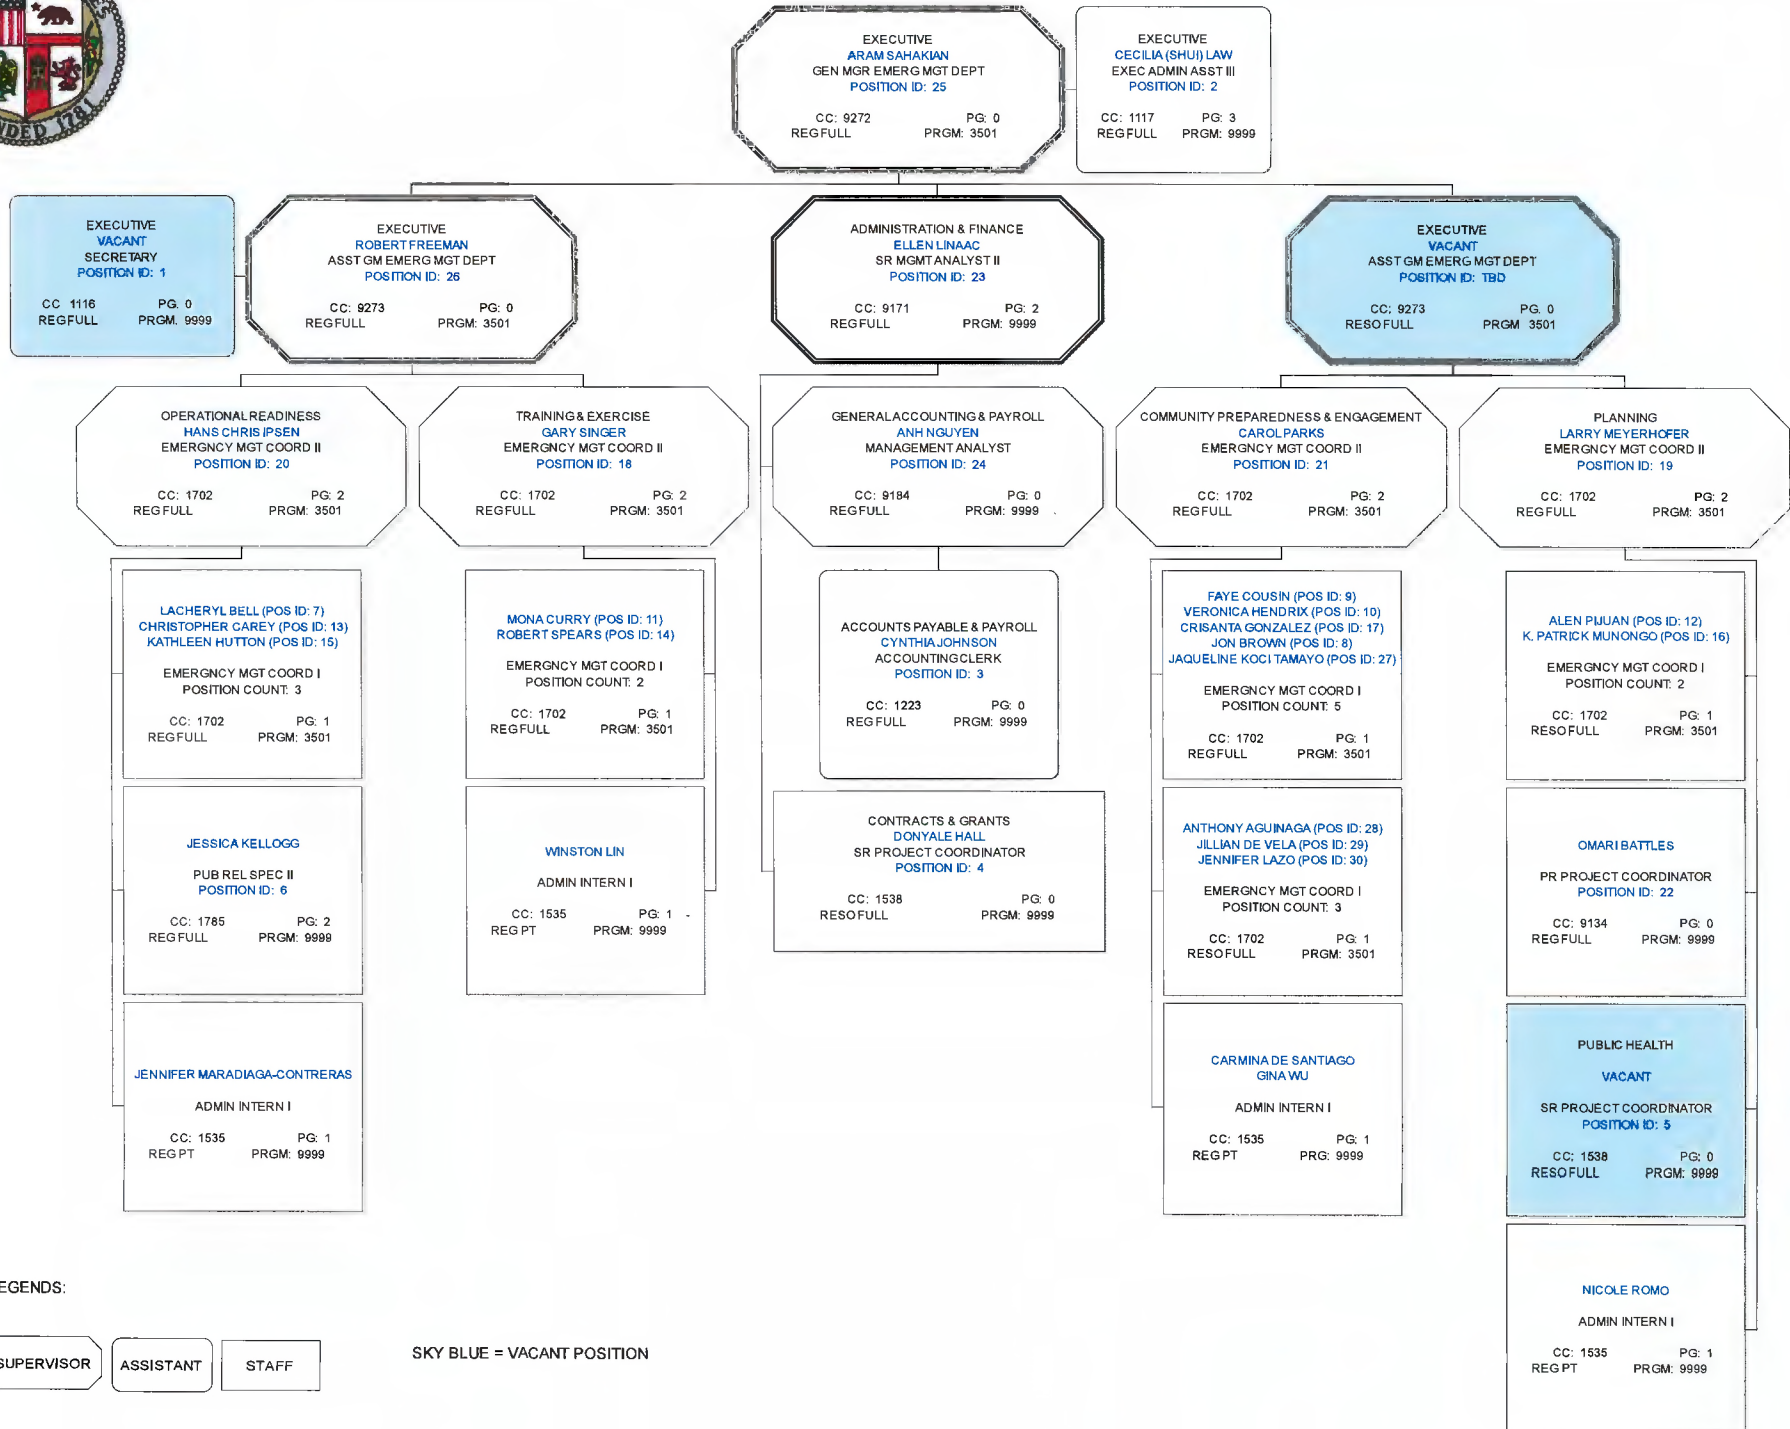 NDED 1781
EXECUTIVE
ARAM SAHAKIAN
GEN MGR EMERG MGT DEPT
POSITION ID: 25
CC: 9272 PG: 0
REG FULL PRGM: 3501
EXECUTIVE
CECILIA (SHUI) LAW
EXEC ADMIN ASST III
POSITION ID: 2
CC: 1117 PG: 3
REG FULL PRGM: 9999
EXECUTIVE
VACANT
SECRETARY
POSITION ID: 1
CC 1116 PG. 0
REG FULL PRGM. 9999
EXECUTIVE
ROBERT FREEMAN
ASST GM EMERG MGT DEPT
POSITION ID: 26
CC: 9273 PG: 0
REG FULL PRGM: 3501
ADMINISTRATION & FINANCE
ELLEN LINAAC
SR MGMT ANALYST II
POSITION ID: 23
CC: 9171 PG: 2
REG FULL PRGM: 9999
EXECUTIVE
VACANT
ASST GM EMERG MGT DEPT
POSITION ID: TBD
CC: 9273 PG. 0
RESO FULL PRGM 3501
OPERATIONAL READINESS
HANS CHRIS IPSEN
EMERGNCY MGT COORD II
POSITION ID: 20
CC: 1702 PG: 2
REG FULL PRGM: 3501
TRAINING & EXERCISE
GARY SINGER
EMERGNCY MGT COORD II
POSITION ID: 18
CC: 1702 PG: 2
REG FULL PRGM: 3501
GENERAL ACCOUNTING & PAYROLL
ANH NGUYEN
MANAGEMENT ANALYST
POSITION ID: 24
CC: 9184 PG: 0
REG FULL PRGM: 9999
COMMUNITY PREPAREDNESS & ENGAGEMENT
CAROL PARKS
EMERGNCY MGT COORD II
POSITION ID: 21
CC: 1702 PG: 2
REG FULL PRGM: 3501
PLANNING
LARRY MEYERHOFER
EMERGNCY MGT COORD II
POSITION ID: 19
CC: 1702 PG: 2
REG FULL PRGM: 3501
LACHERYL BELL (POS ID: 7)
CHRISTOPHER CAREY (POS ID: 13)
KATHLEEN HUTTON (POS ID: 15)
EMERGNCY MGT COORD I
POSITION COUNT: 3
CC: 1702 PG: 1
REG FULL PRGM: 3501
MONA CURRY (POS ID: 11)
ROBERT SPEARS (POS ID: 14)
EMERGNCY MGT COORD I
POSITION COUNT: 2
CC: 1702 PG: 1
REG FULL PRGM: 3501
ACCOUNTS PAYABLE & PAYROLL
CYNTHIA JOHNSON
ACCOUNTING CLERK
POSITION ID: 3
CC: 1223 PG: 0
REG FULL PRGM: 9999
FAYE COUSIN (POS ID: 9)
VERONICA HENDRIX (POS ID: 10)
CRISANTA GONZALEZ (POS ID: 17)
JON BROWN (POS ID: 8)
JAQUELINE KOCI TAMAYO (POS ID: 27)
EMERGNCY MGT COORD I
POSITION COUNT: 5
CC: 1702 PG: 1
REG FULL PRGM: 3501
ALEN PIJUAN (POS ID: 12)
K. PATRICK MUNONGO (POS ID: 16)
EMERGNCY MGT COORD I
POSITION COUNT: 2
CC: 1702 PG: 1
RESO FULL PRGM: 3501
JESSICA KELLOGG
PUB REL SPEC II
POSITION ID: 6
CC: 1785 PG: 2
REG FULL PRGM: 9999
WINSTON LIN
ADMIN INTERN I
CC: 1535 PG: 1
REG PT PRGM: 9999
CONTRACTS & GRANTS
DONYALE HALL
SR PROJECT COORDINATOR
POSITION ID: 4
CC: 1538 PG: 0
RESO FULL PRGM: 9999
ANTHONY AGUINAGA (POS ID: 28)
JILLIAN DE VELA (POS ID: 29)
JENNIFER LAZO (POS ID: 30)
EMERGNCY MGT COORD I
POSITION COUNT: 3
CC: 1702 PG: 1
RESO FULL PRGM: 3501
OMARI BATTLES
PR PROJECT COORDINATOR
POSITION ID: 22
CC: 9134 PG: 0
REG FULL PRGM: 9999
JENNIFER MARADIAGA-CONTRERAS
ADMIN INTERN I
CC: 1535 PG: 1
REG PT PRGM: 9999
CARMINA DE SANTIAGO
GINA WU
ADMIN INTERN I
CC: 1535 PG: 1
REG PT PRG: 9999
PUBLIC HEALTH
VACANT
SR PROJECT COORDINATOR
POSITION ID: 5
CC: 1538 PG: 0
RESO FULL PRGM: 9999
NICOLE ROMO
ADMIN INTERN I
CC: 1535 PG: 1
REG PT PRGM: 9999
EGENDS:
SUPERVISOR
ASSISTANT
STAFF
SKY BLUE = VACANT POSITION